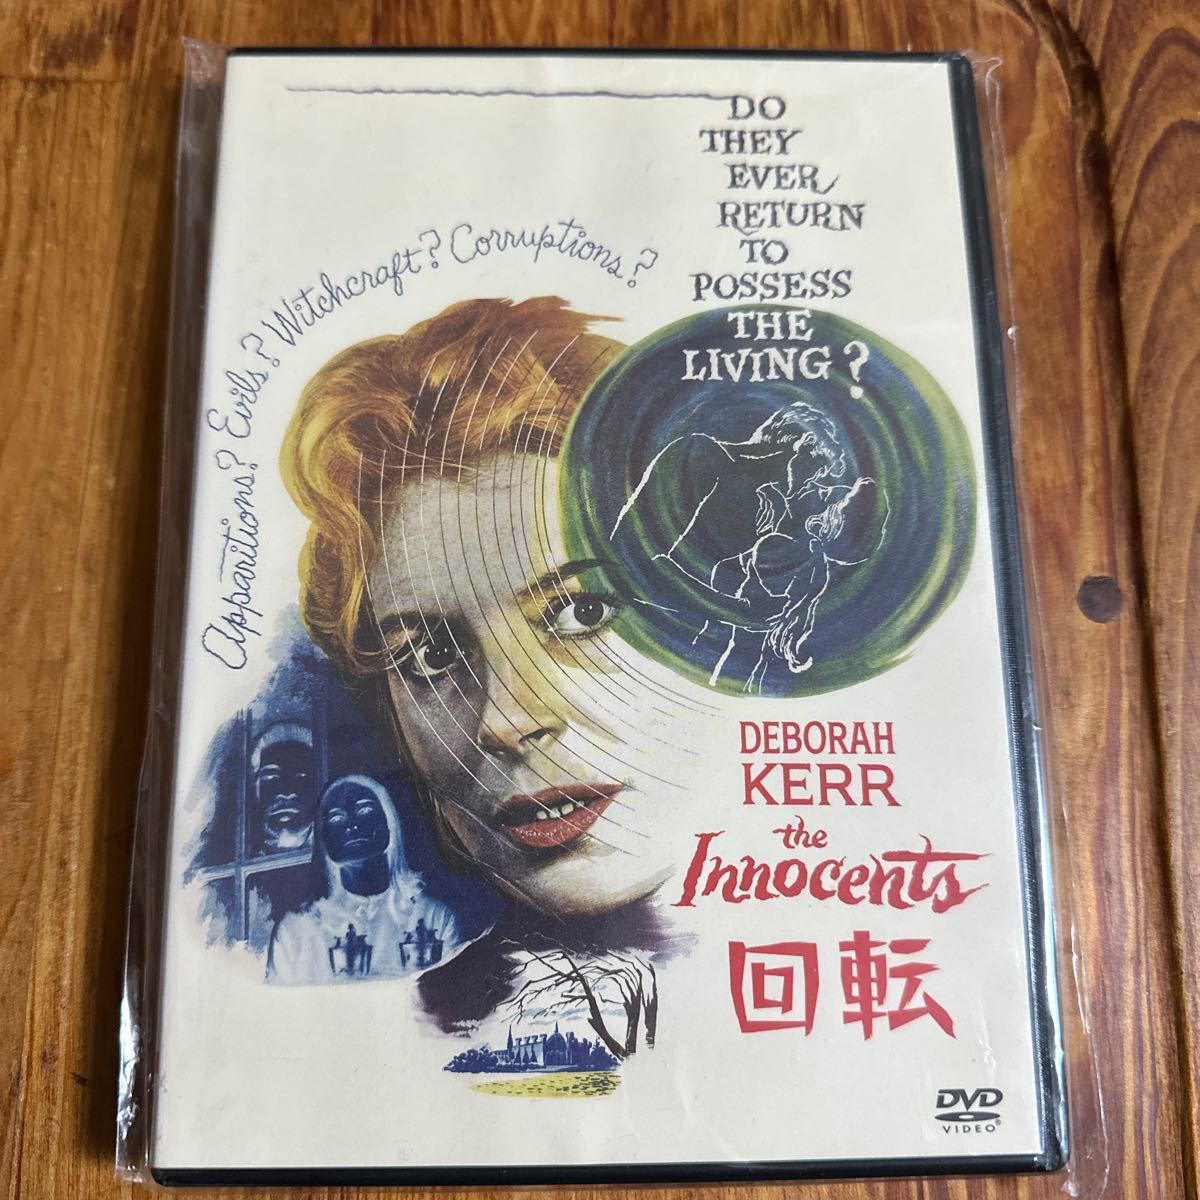 DO
THEY
EVER
RETURN
TO
POSSESS
THE
LIVING?
Apparitions? Evils? Witchcraft? Corruptions?
DEBORAH
KERR
the
Innocents
回転
DVD
VIDEO